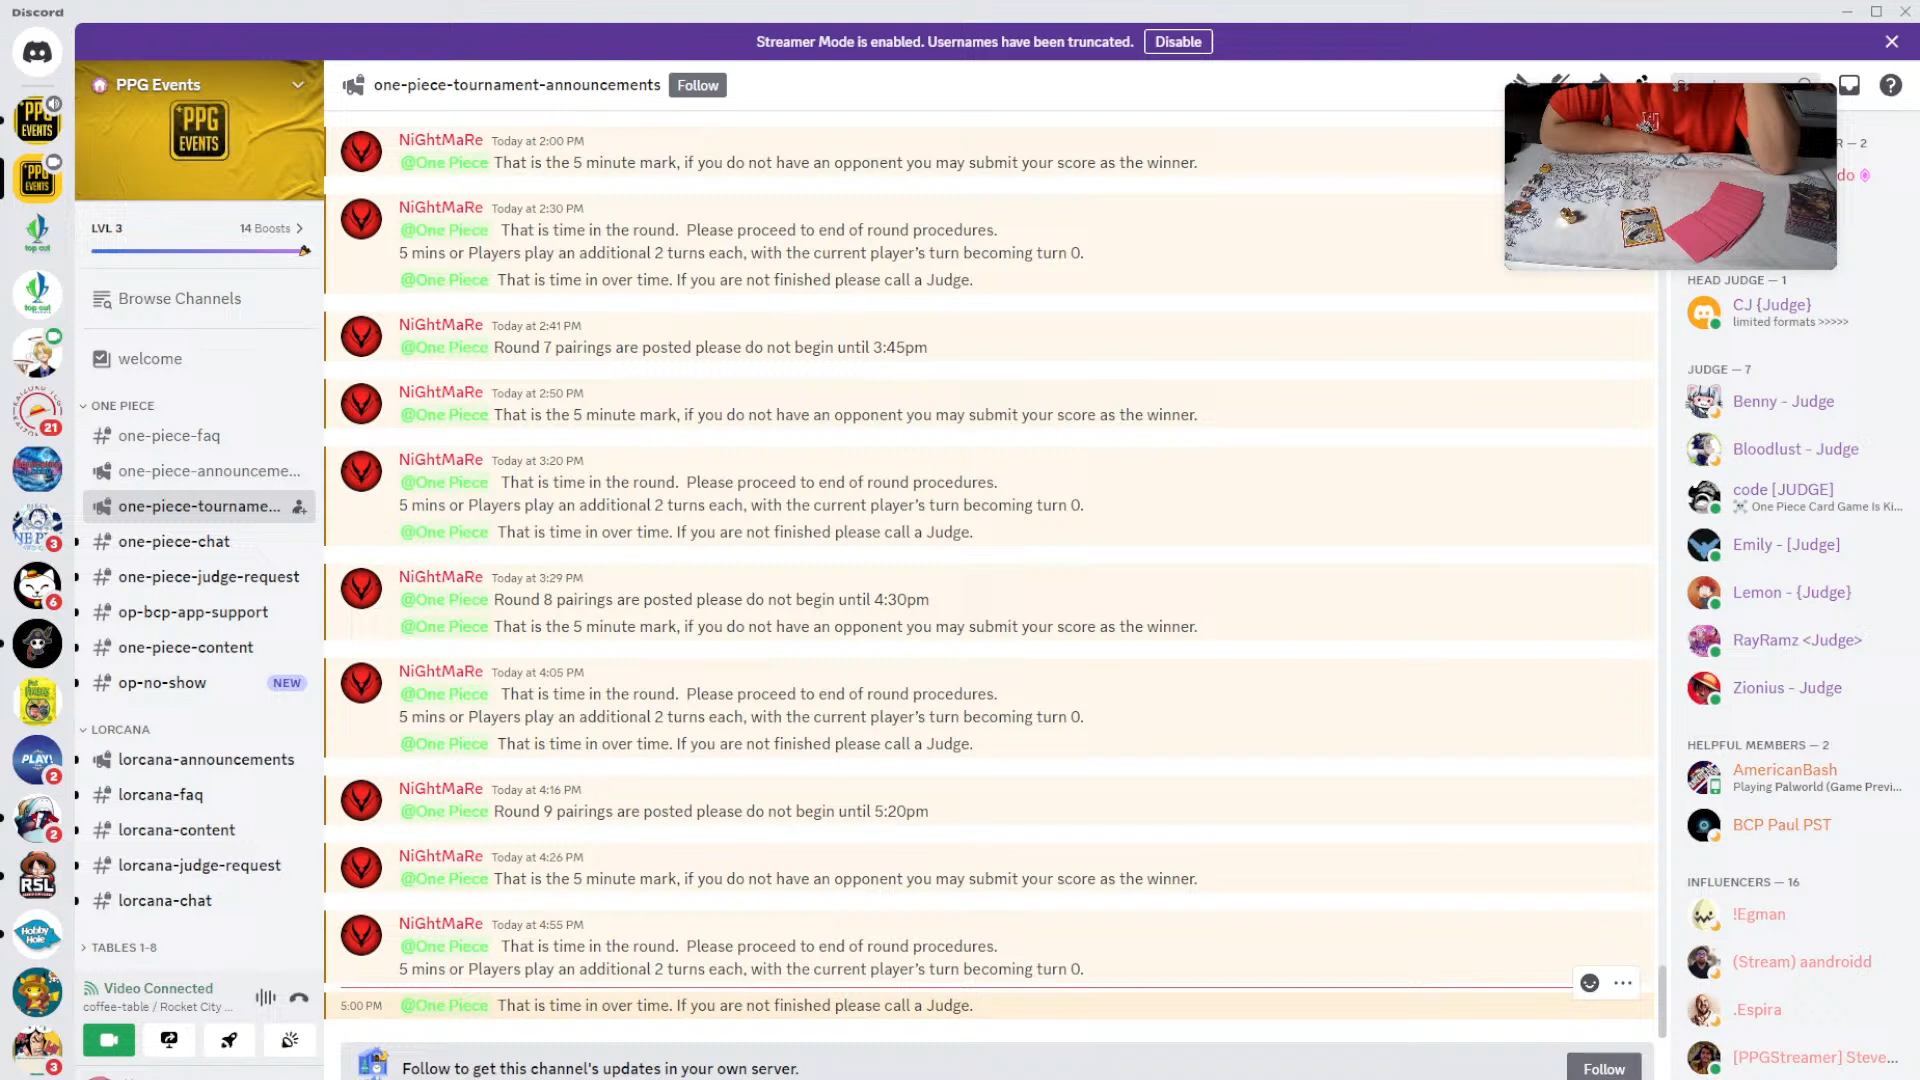 Discord
Streamer Mode is enabled. Usernames have been truncated.
Disable
PPG Events
PPG
EVENTS
LVL 3
14 Boosts
Browse Channels
welcome
ONE PIECE
one-piece-faq
one-piece-announceme...
one-piece-tourname...
one-piece-chat
one-piece-judge-request
op-bcp-app-support
one-piece-content
op-no-show
NEW
LORCANA
lorcana-announcements
lorcana-faq
lorcana-content
lorcana-judge-request
lorcana-chat
TABLES 1-8
Video Connected
coffee-table / Rocket City ...
one-piece-tournament-announcements
Follow
NiGhtMaRe Today at 2:00 PM
@One Piece That is the 5 minute mark, if you do not have an opponent you may submit your score as the winner.
NiGhtMaRe Today at 2:30 PM
@One Piece That is time in the round. Please proceed to end of round procedures.
5 mins or Players play an additional 2 turns each, with the current player's turn becoming turn 0.
@One Piece That is time in over time. If you are not finished please call a Judge.
NiGhtMaRe Today at 2:41 PM
@One Piece Round 7 pairings are posted please do not begin until 3:45pm
NiGhtMaRe Today at 2:50 PM
@One Piece That is the 5 minute mark, if you do not have an opponent you may submit your score as the winner.
NiGhtMaRe Today at 3:20 PM
@One Piece That is time in the round. Please proceed to end of round procedures.
5 mins or Players play an additional 2 turns each, with the current player's turn becoming turn 0.
@One Piece That is time in over time. If you are not finished please call a Judge.
NiGhtMaRe Today at 3:29 PM
@One Piece Round 8 pairings are posted please do not begin until 4:30pm
@One Piece That is the 5 minute mark, if you do not have an opponent you may submit your score as the winner.
NiGhtMaRe Today at 4:05 PM
@One Piece That is time in the round. Please proceed to end of round procedures.
5 mins or Players play an additional 2 turns each, with the current player's turn becoming turn 0.
@One Piece That is time in over time. If you are not finished please call a Judge.
NiGhtMaRe Today at 4:16 PM
@One Piece Round 9 pairings are posted please do not begin until 5:20pm
NiGhtMaRe Today at 4:26 PM
@One Piece That is the 5 minute mark, if you do not have an opponent you may submit your score as the winner.
NiGhtMaRe Today at 4:55 PM
@One Piece That is time in the round. Please proceed to end of round procedures.
5 mins or Players play an additional 2 turns each, with the current player's turn becoming turn 0.
5:00 PM @One Piece That is time in over time. If you are not finished please call a Judge.
Follow to get this channel's updates in your own server.
Follow
R — 2
do
HEAD JUDGE — 1
CJ {Judge}
limited formats >>>>>
JUDGE — 7
Benny - Judge
Bloodlust - Judge
code [JUDGE]
One Piece Card Game Is Ki...
Emily - [Judge]
Lemon - {Judge}
RayRamz <Judge>
Zionius - Judge
HELPFUL MEMBERS — 2
AmericanBash
Playing Palworld (Game Previ...
BCP Paul PST
INFLUENCERS — 16
!Egman
(Stream) aandroidd
.Espira
[PPGStreamer] Steve...
PPG
EVENTS
PPG
EVENTS
top cut
top cut
21
3
6
PLAY!
2
2
RSL
Hobby
Hole
3